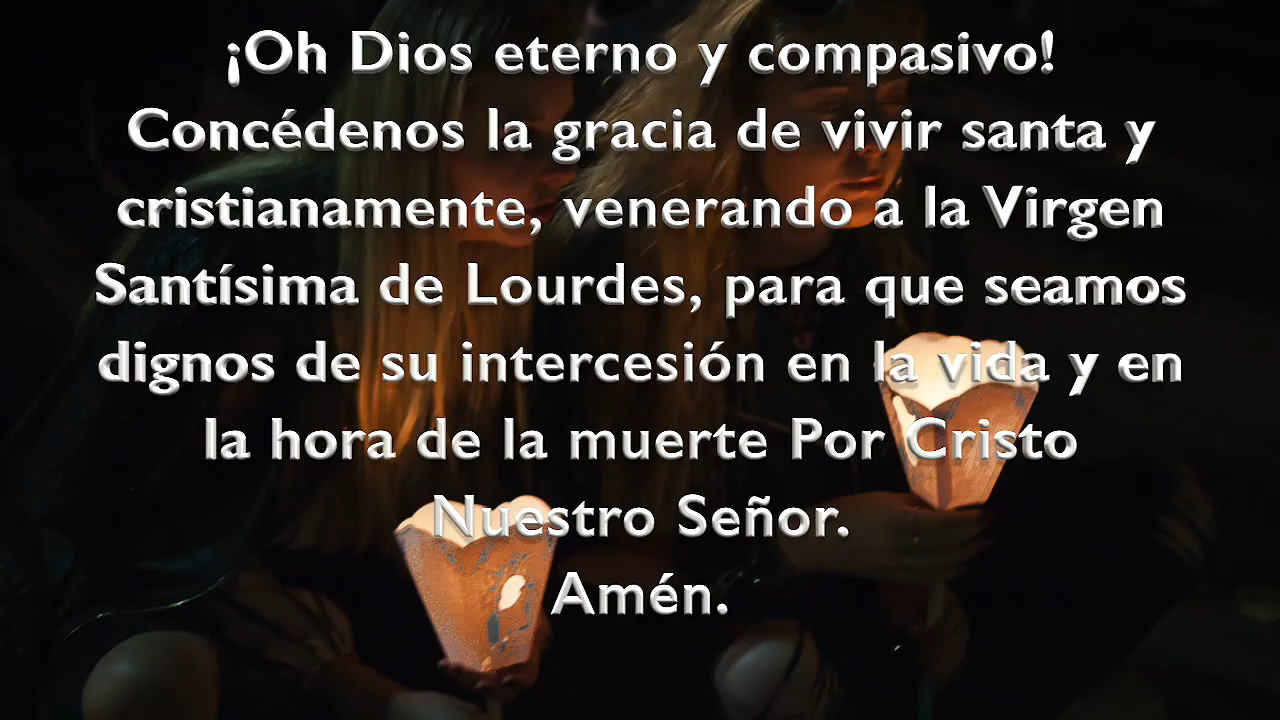 ¡Oh Dios eterno y compasivo!
Concédenos la gracia de vivir santa y
cristianamente, venerando a la Virgen
Santísima de Lourdes, para que seamos
dignos de su intercesión en la vida y en
la hora de la muerte Por Cristo
Nuestro Señor.
Amén.